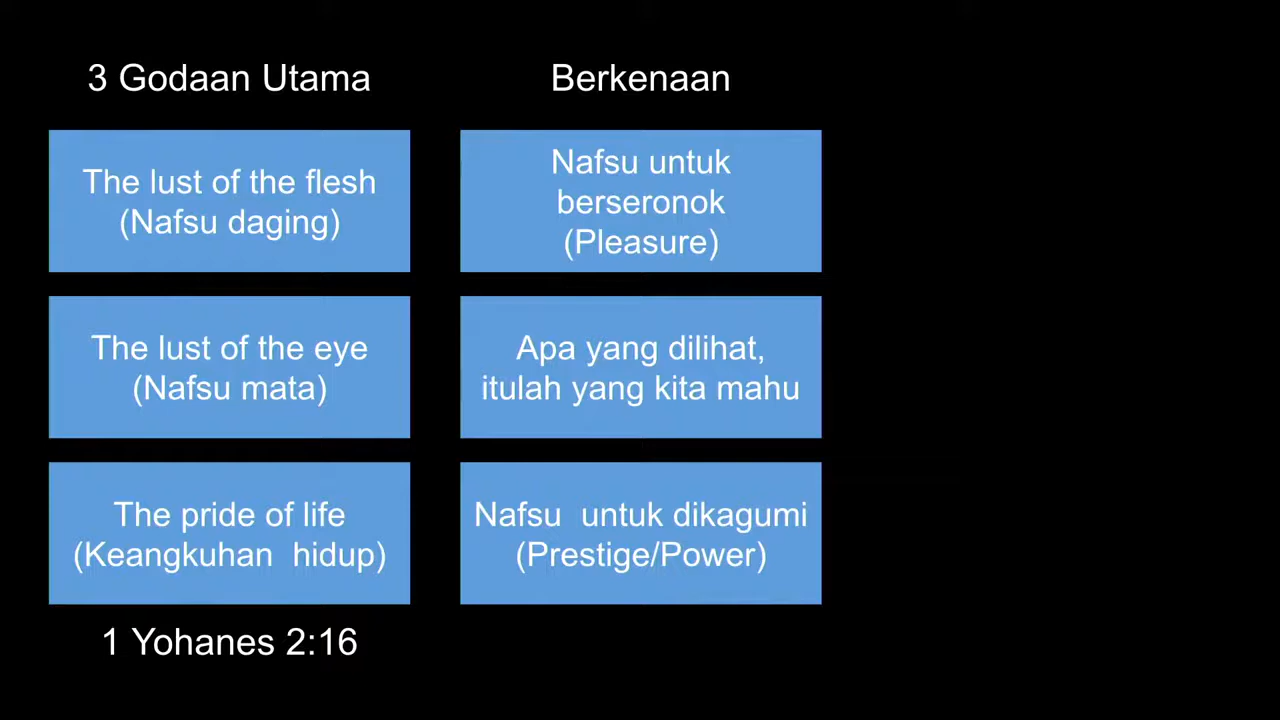 3 Godaan Utama
Berkenaan
The lust of the flesh
(Nafsu daging)
Nafsu untuk
berseronok
(Pleasure)
The lust of the eye
(Nafsu mata)
Apa yang dilihat,
itulah yang kita mahu
The pride of life
(Keangkuhan  hidup)
Nafsu  untuk dikagumi
(Prestige/Power)
1 Yohanes 2:16